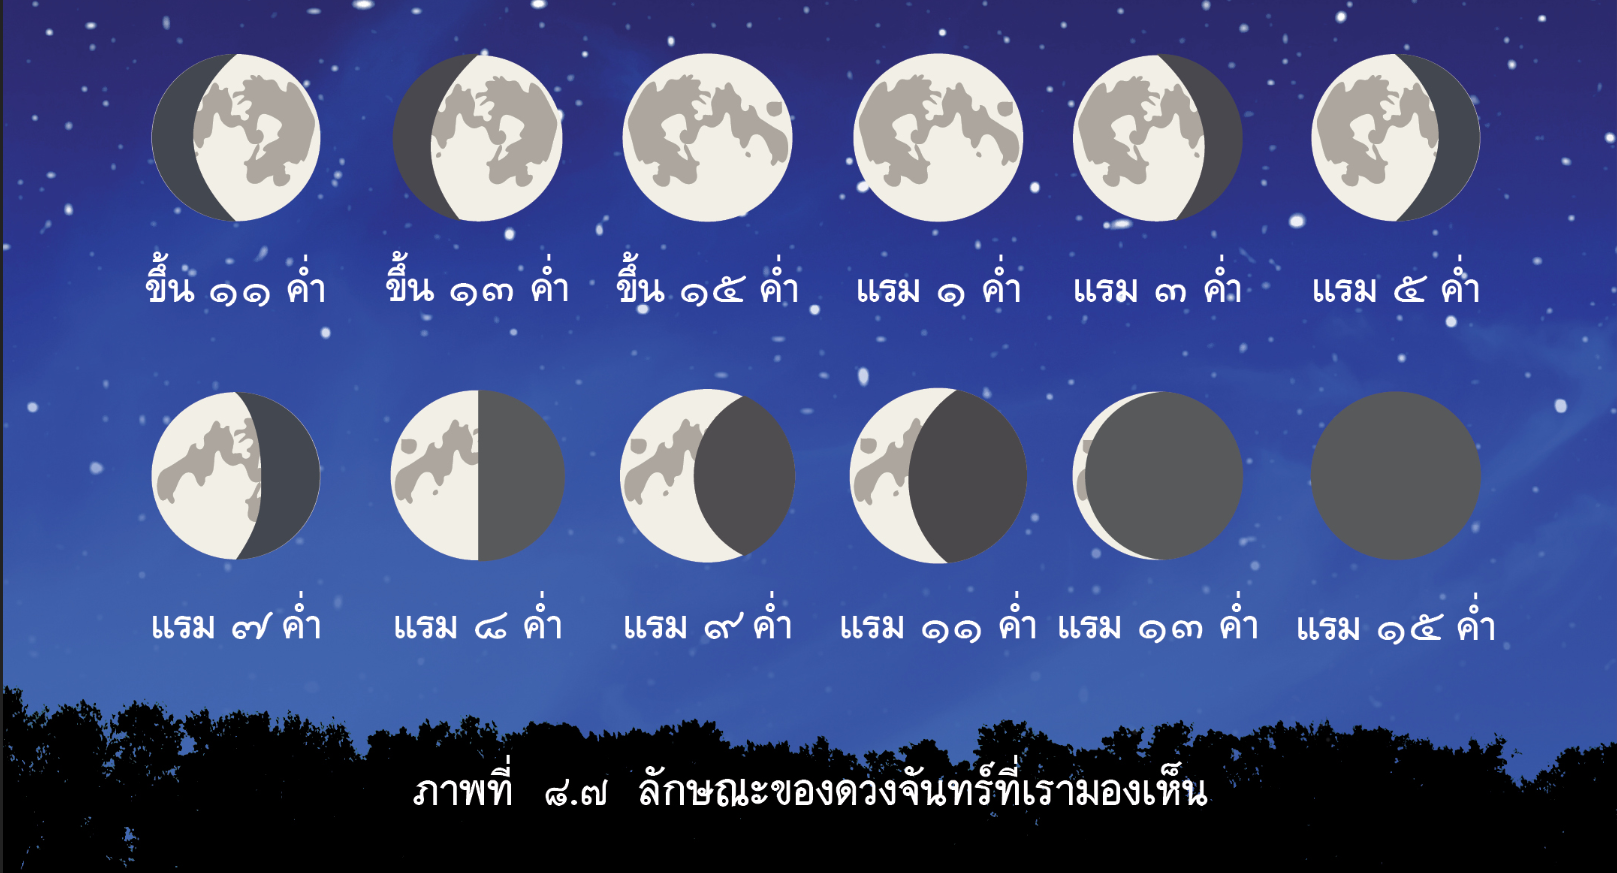 ขึ้น ๑๑ ค่ำ ขึ้น ๑๓ ค่ำ ขึ้น ๑๕ ค่ำ แรม ๑ ค่ำ แรม ๓ ค่ำ แรม ๕ ค่ำ
แรม ๗ ค่ำ แรม ๘ ค่ำ แรม ๙ ค่ำ แรม ๑๑ ค่ำ แรม ๑๓ ค่ำ แรม ๑๕ ค่ำ
ภาพที่ ๘.๗ ลักษณะของดวงจันทร์ที่เรามองเห็น